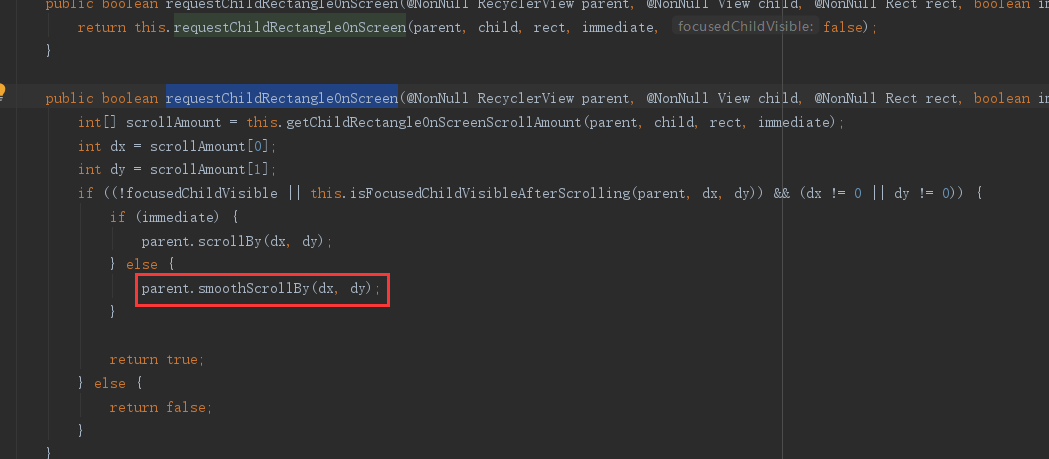 public boolean requestChildRectangleOnScreen(@NonNull RecyclerView parent, @NonNull View child, @NonNull Rect rect, boolean im
return this.requestChildRectangleOnScreen(parent, child, rect, immediate, focusedChildVisible: false);
}
public boolean requestChildRectangleOnScreen(@NonNull RecyclerView parent, @NonNull View child, @NonNull Rect rect, boolean im
int[] scrollAmount = this.getChildRectangleOnScreenScrollAmount(parent, child, rect, immediate);
int dx = scrollAmount[0];
int dy = scrollAmount[1];
if ((!focusedChildVisible || this.isFocusedChildVisibleAfterScrolling(parent, dx, dy)) && (dx != 0 || dy != 0)) {
if (immediate) {
parent.scrollBy(dx, dy);
} else {
parent.smoothScrollBy(dx, dy);
}
return true;
} else {
return false;
}
}